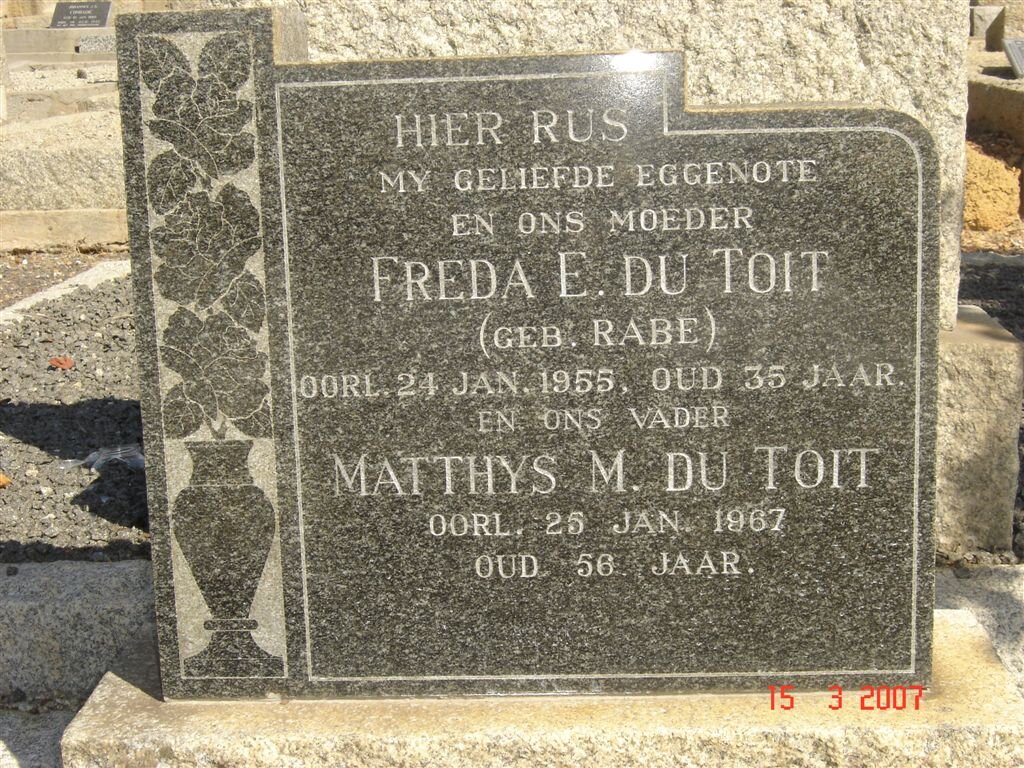 HIER RUS
MY GELIEFDE EGGENOTE
EN ONS MOEDER
FREDA E. DU TOIT
(GEB. RABE)
OORL. 24 JAN. 1955, OUD 35 JAAR.
EN ONS VADER
MATTHYS M. DU TOIT
OORL. 25 JAN. 1967
OUD 56 JAAR.
15 3 2007